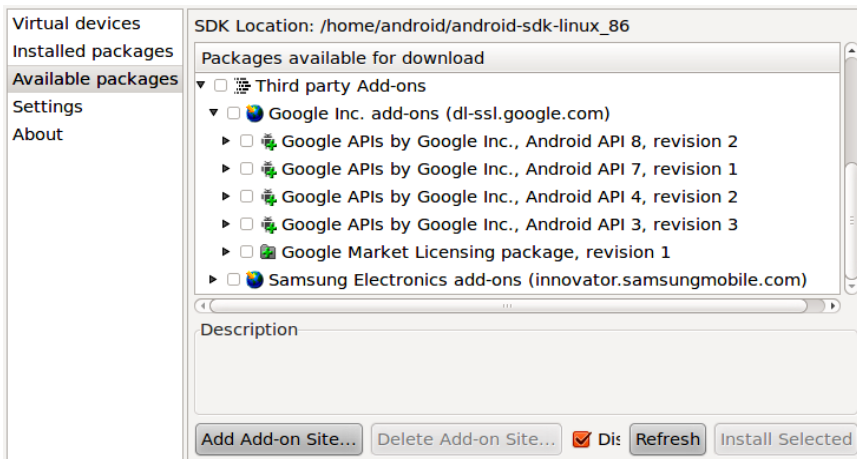 Virtual devices
Installed packages
Available packages
Settings
About
SDK Location: /home/android/android-sdk-linux_86
Packages available for download
Third party Add-ons
Google Inc. add-ons (dl-ssl.google.com)
Google APIs by Google Inc., Android API 8, revision 2
Google APIs by Google Inc., Android API 7, revision 1
Google APIs by Google Inc., Android API 4, revision 2
Google APIs by Google Inc., Android API 3, revision 3
Google Market Licensing package, revision 1
Samsung Electronics add-ons (innovator.samsungmobile.com)
Description
Add Add-on Site... Delete Add-on Site... Dis Refresh Install Selected